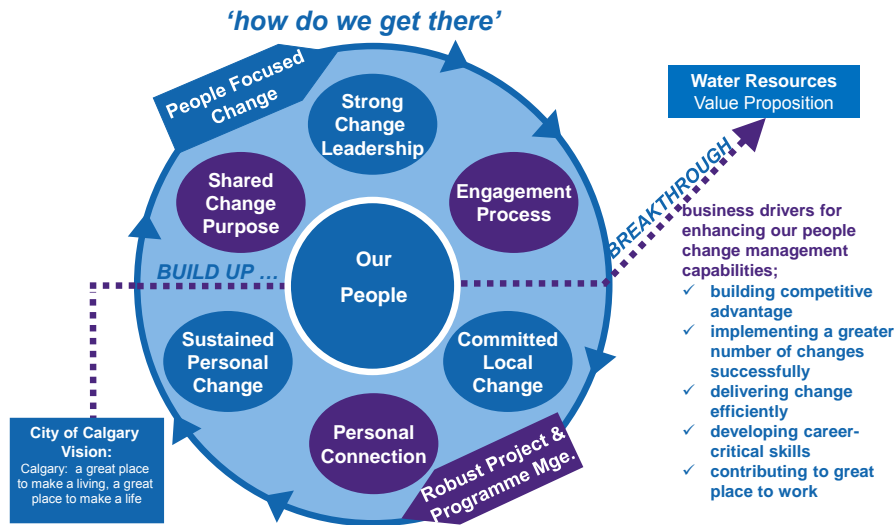 'how do we get there'
People Focused
Change
Strong
Change
Leadership
Shared
Change
Purpose
Engagement
Process
Water Resources
Value Proposition
BREAKTHROUGH
BUILD UP ...
Our
People
Sustained
Personal
Change
Committed
Local
Change
Personal
Connection
Robust Project &
Programme Mge.
City of Calgary
Vision:
Calgary: a great place
to make a living, a great
place to make a life
business drivers for
enhancing our people
change management
capabilities;
✓ building competitive
advantage
✓ implementing a greater
number of changes
successfully
✓ delivering change
efficiently
✓ developing career-
critical skills
✓ contributing to great
place to work